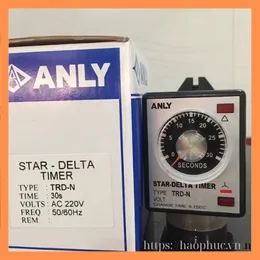 ANLY
STAR - DELTA
TIMER
TYPE : TRD-N
TIME : 30s
VOLTS : AC 220V
FREQ : 50/60Hz
REM :
ANLY
0 5 10 15 20 25 30
SECONDS
STAR-DELTA TIMER
TYPE TRD-N
VOLT
https://haophuc.vn